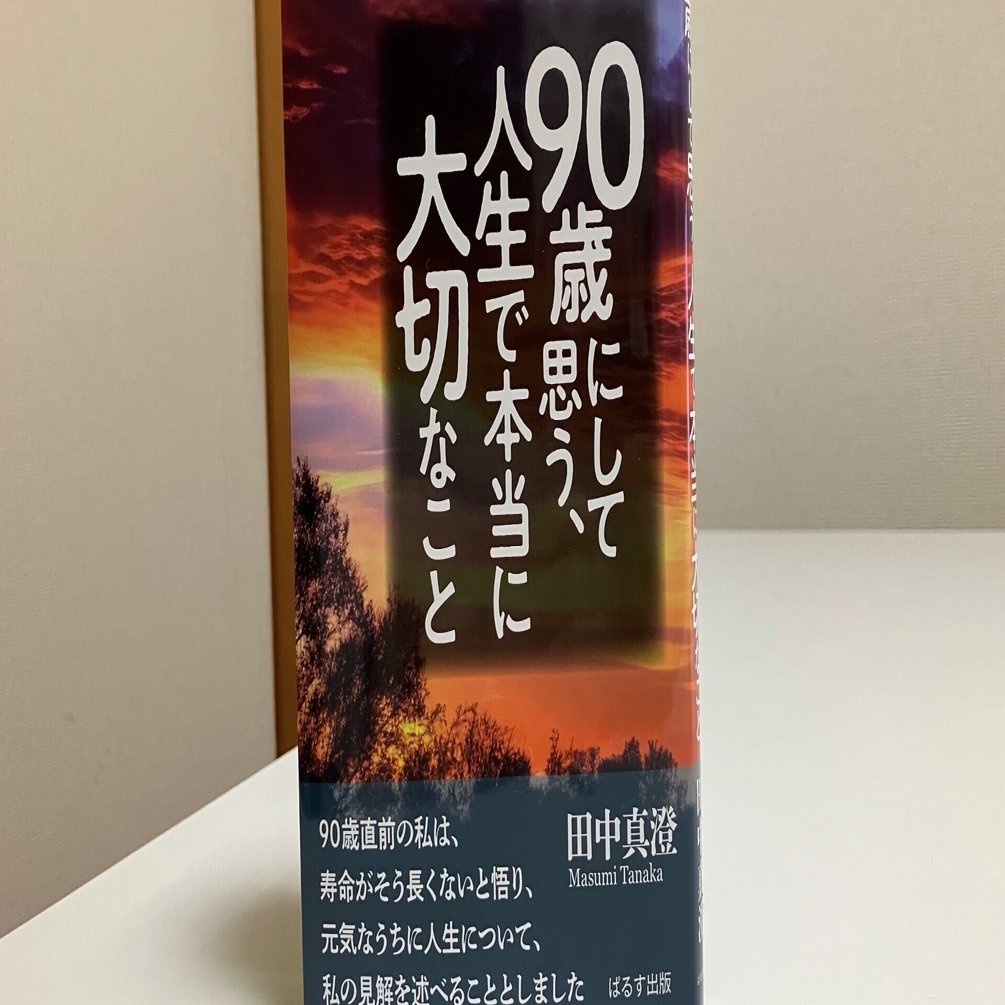 90歳にして
思う、
人生で本当に
大切なこと
田中真澄
Masumi Tanaka
90歳直前の私は、
寿命がそう長くないと悟り、
元気なうちに人生について、
私の見解を述べることとしました
ぱるす出版